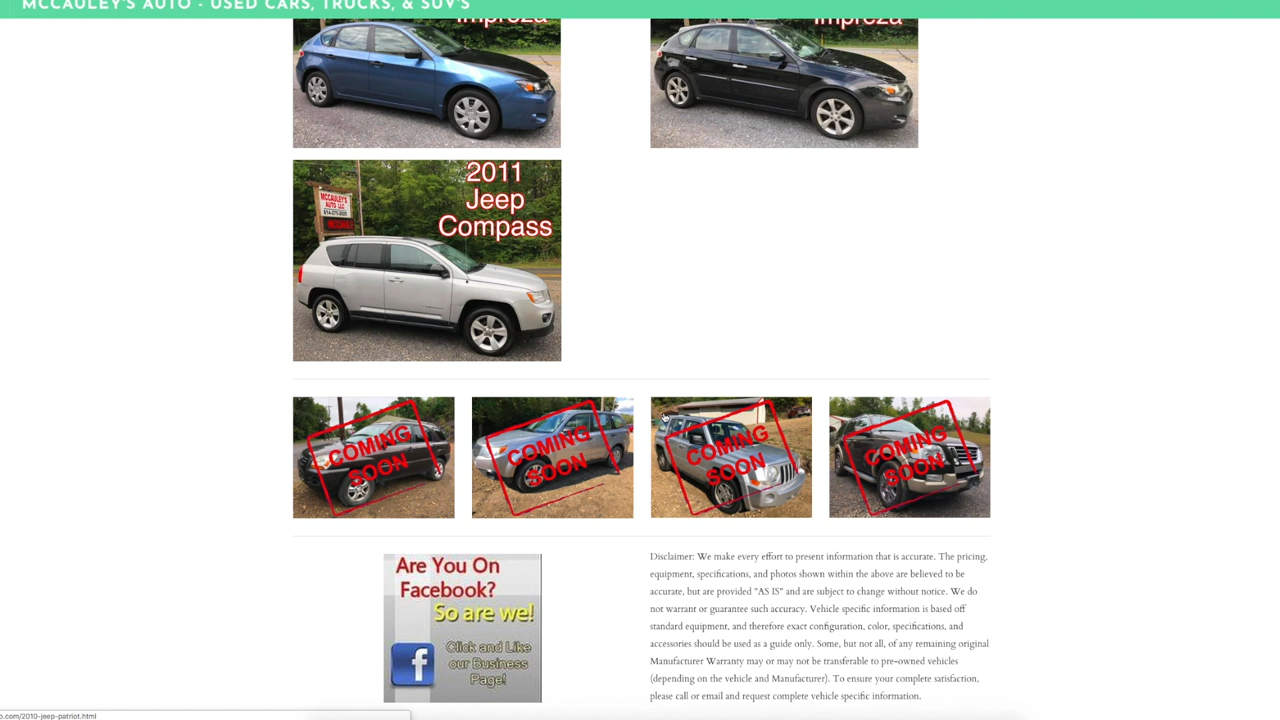 MCCAULEY'S AUTO - USED CARS, TRUCKS, & SUV'S
Impreza
Impreza
2011
Jeep
Compass
MCCAULEY'S
AUTO LLC
COMING
SOON
COMING
SOON
COMING
SOON
COMING
SOON
Are You On
Facebook?
So are we!
Click and Like
our Business
Page!
Disclaimer: We make every effort to present information that is accurate. The pricing,
equipment, specifications, and photos shown within the above are believed to be
accurate, but are provided "AS IS" and are subject to change without notice. We do
not warrant or guarantee such accuracy. Vehicle specific information is based off
standard equipment, and therefore exact configuration, color, specifications, and
accessories should be used as a guide only. Some, but not all, of any remaining original
Manufacturer Warranty may or may not be transferable to pre-owned vehicles
(depending on the vehicle and Manufacturer). To ensure your complete satisfaction,
please call or email and request complete vehicle specific information.
o.com/2010-jeep-patriot.html